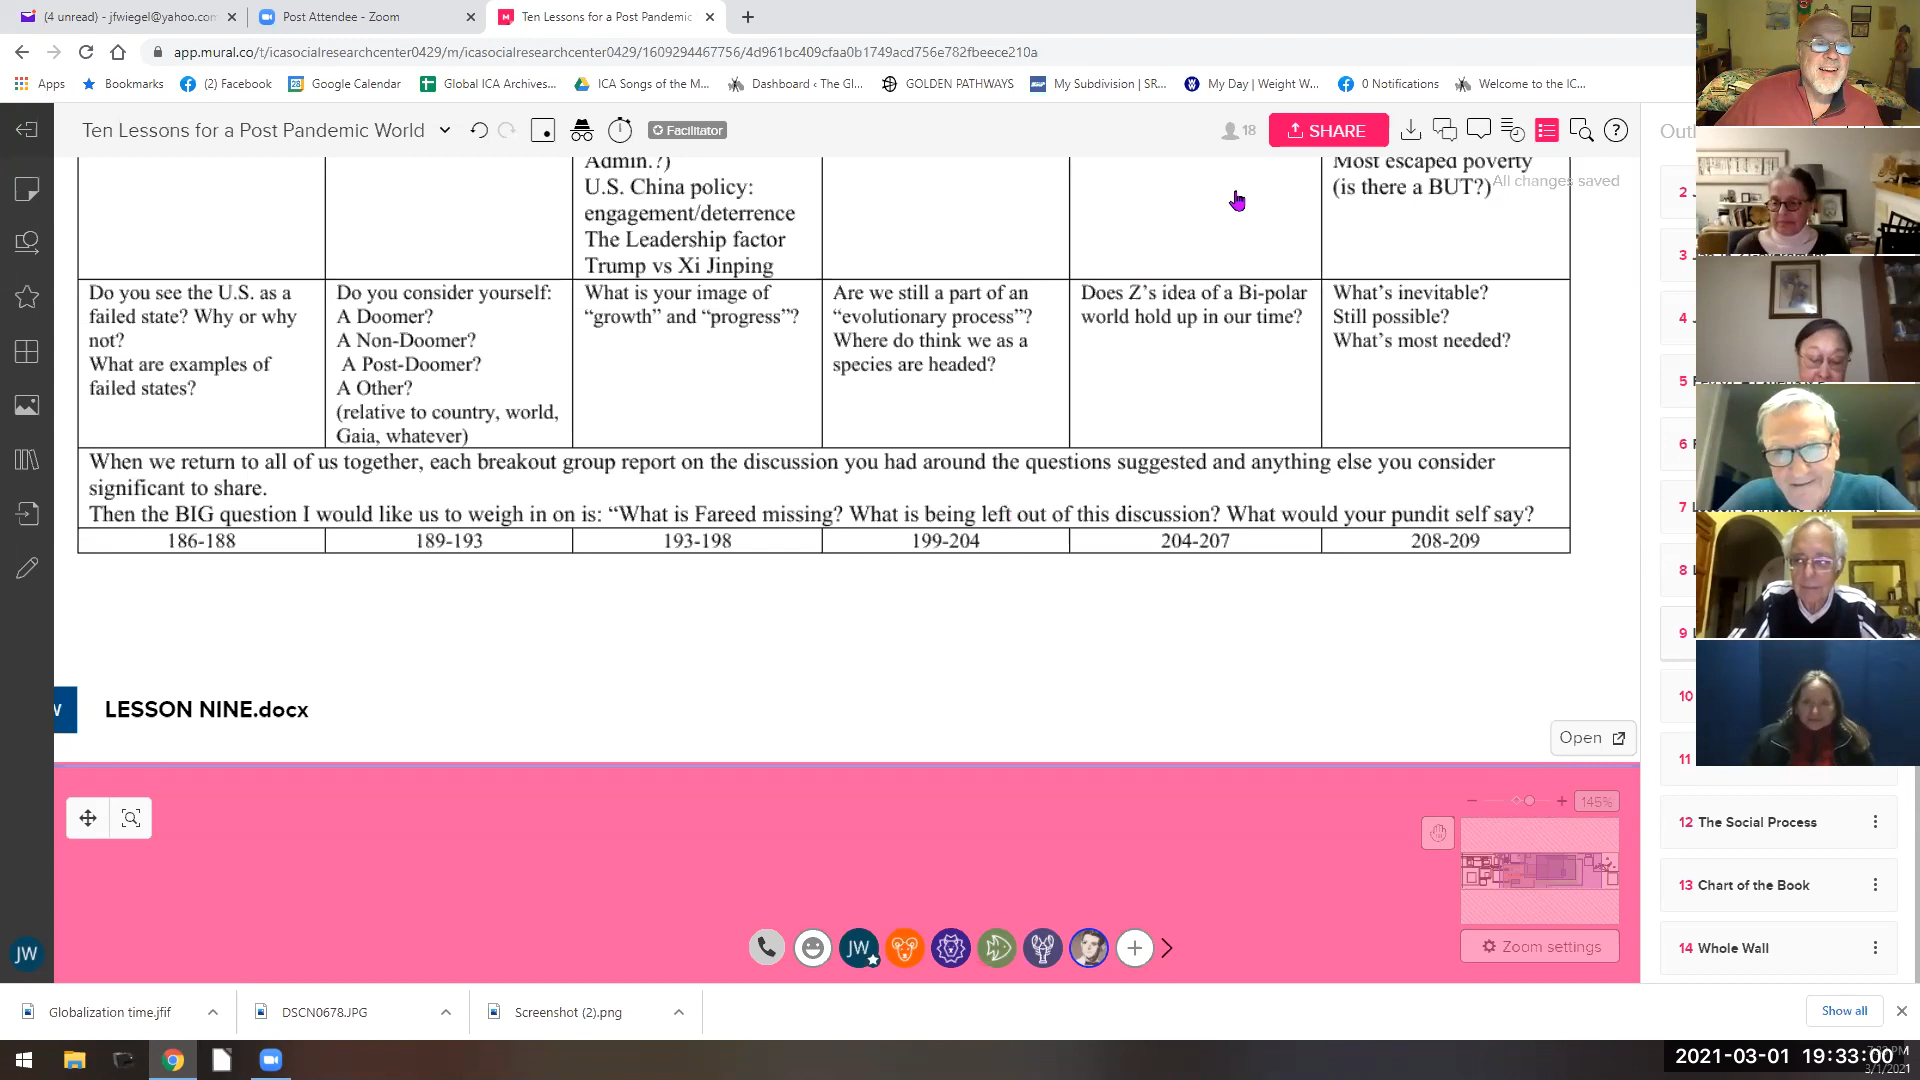 (4 unread) - jfwiegel@yahoo.com
Post Attendee - Zoom
Ten Lessons for a Post Pandemic
app.mural.co/t/icasocialresearchcenter0429/m/icasocialresearchcenter0429/1609294467756/4d961bc409cfaa0b1749acd756e782fbeece210a
Apps
Bookmarks
(2) Facebook
Google Calendar
Global ICA Archives...
ICA Songs of the M...
Dashboard ‹ The Gl...
GOLDEN PATHWAYS
My Subdivision | SR...
My Day | Weight W...
0 Notifications
Welcome to the IC...
Ten Lessons for a Post Pandemic World
Facilitator
18
SHARE
All changes saved
Admin.?)
U.S. China policy:
engagement/deterrence
The Leadership factor
Trump vs Xi Jinping
Most escaped poverty
(is there a BUT?)
Do you see the U.S. as a
failed state? Why or why
not?
What are examples of
failed states?
Do you consider yourself:
A Doomer?
A Non-Doomer?
A Post-Doomer?
A Other?
(relative to country, world,
Gaia, whatever)
What is your image of
“growth” and “progress”?
Are we still a part of an
“evolutionary process”?
Where do think we as a
species are headed?
Does Z’s idea of a Bi-polar
world hold up in our time?
What’s inevitable?
Still possible?
What’s most needed?
When we return to all of us together, each breakout group report on the discussion you had around the questions suggested and anything else you consider
significant to share.
Then the BIG question I would like us to weigh in on is: “What is Fareed missing? What is being left out of this discussion? What would your pundit self say?
186-188
189-193
193-198
199-204
204-207
208-209
LESSON NINE.docx
Open
145%
Zoom settings
JW
JW
2
3
4
5
6
7
8
9
10
11
12 The Social Process
13 Chart of the Book
14 Whole Wall
Globalization time.jfif
DSCN0678.JPG
Screenshot (2).png
Show all
2021-03-01 19:33:00
3/1/2021